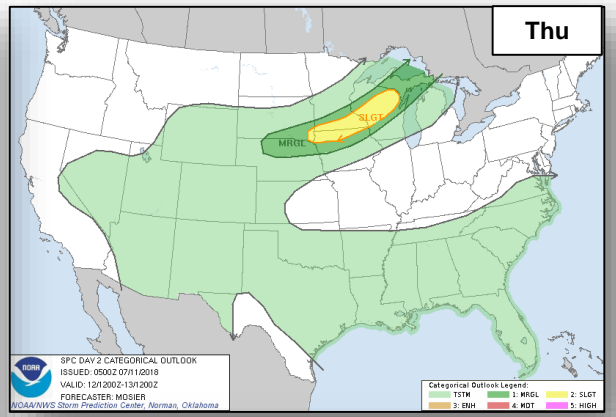 Thu
SLGT
MRGL
NOAA
SPC DAY 2 CATEGORICAL OUTLOOK
ISSUED: 0500Z 07/11/2018
VALID: 12/1200Z-13/1200Z
FORECASTER: MOSIER
NOAA/NWS Storm Prediction Center, Norman, Oklahoma
Categorical Outlook Legend:
TSTM 1: MRGL 2: SLGT
3: ENH 4: MDT 5: HIGH